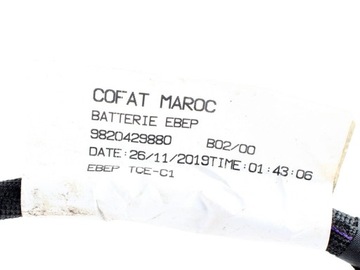 COFAT MAROC
BATTERIE EBEP
9820429880 B02/00
DATE:26/11/2019TIME:01:43:06
EBEP TCE-C1